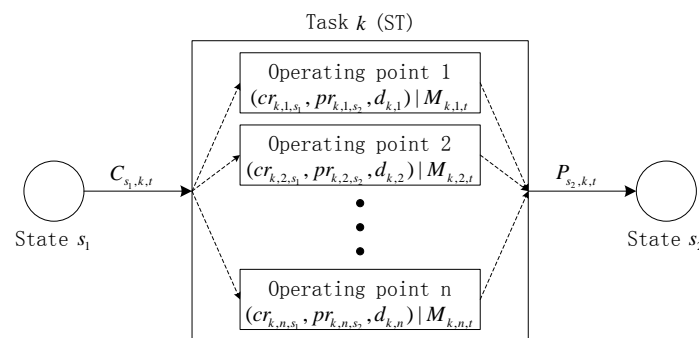 Task k (ST)
Operating point 1
(cr_{k,1,s_1}, pr_{k,1,s_2}, d_{k,1}) | M_{k,1,t}
Operating point 2
(cr_{k,2,s_1}, pr_{k,2,s_2}, d_{k,2}) | M_{k,2,t}
C_{s_1,k,t}
P_{s_2,k,t}
State s_1
State s_2
Operating point n
(cr_{k,n,s_1}, pr_{k,n,s_2}, d_{k,n}) | M_{k,n,t}